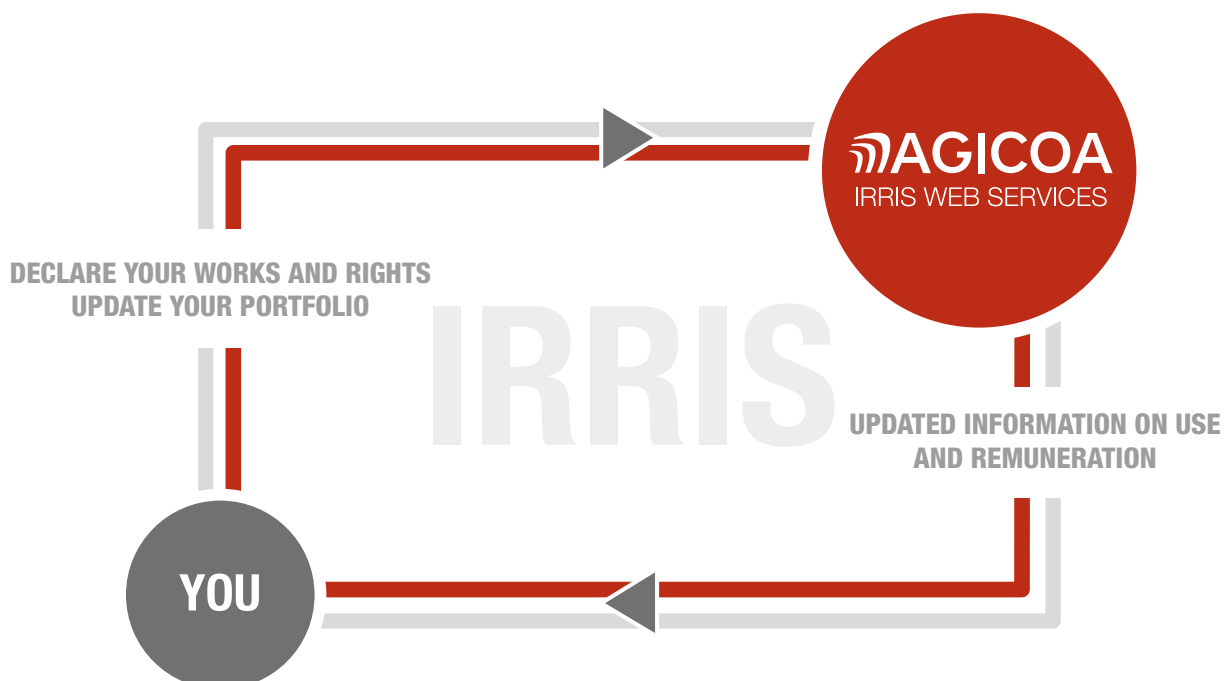 AGICOA
IRRIS WEB SERVICES
DECLARE YOUR WORKS AND RIGHTS
UPDATE YOUR PORTFOLIO
IRRIS
UPDATED INFORMATION ON USE
AND REMUNERATION
YOU